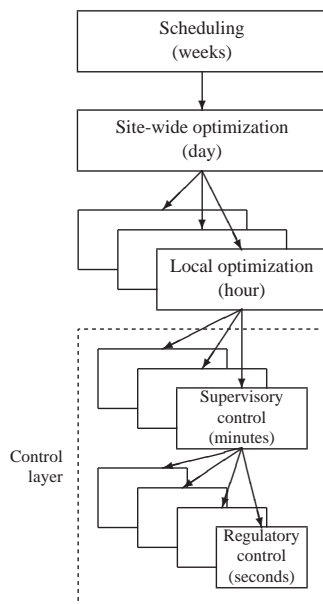 Scheduling
(weeks)
Site-wide optimization
(day)
Local optimization
(hour)
Supervisory
control
(minutes)
Control
layer
Regulatory
control
(seconds)